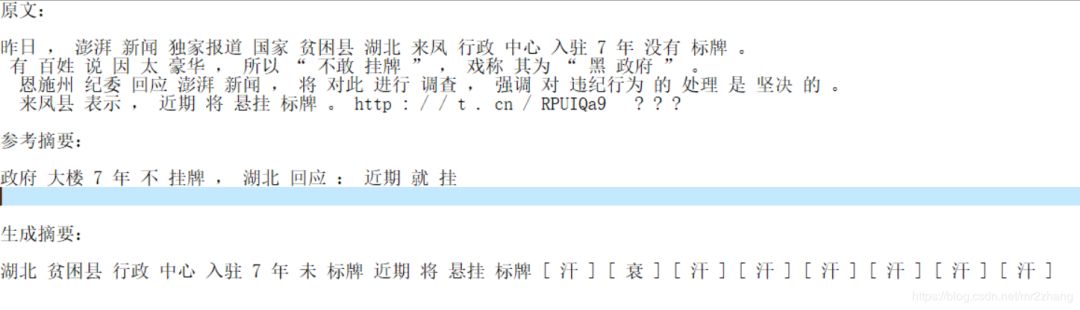 原文：
昨日 ， 澎湃 新闻 独家报道 国家 贫困县 湖北 来凤 行政 中心 入驻 7 年 没有 标牌 。
有 百姓 说 因 太 豪华 ， 所以 “ 不敢 挂牌 ” ， 戏称 其为 “ 黑 政府 ” 。
恩施州 纪委 回应 澎湃 新闻 ， 将 对此 进行 调查 ， 强调 对 违纪行为 的 处理 是 坚决 的 。
来凤县 表示 ， 近期 将 悬挂 标牌 。 http : / / t . cn / RPUIQa9 ? ? ?
参考摘要：
政府 大楼 7 年 不 挂牌 ， 湖北 回应 ： 近期 就 挂
生成摘要：
湖北 贫困县 行政 中心 入驻 7 年 未 标牌 近期 将 悬挂 标牌 [ 汗 ] [ 衰 ] [ 汗 ] [ 汗 ] [ 汗 ] [ 汗 ] [ 汗 ] [ 汗 ]
https://blog.csdn.net/mr2zhang